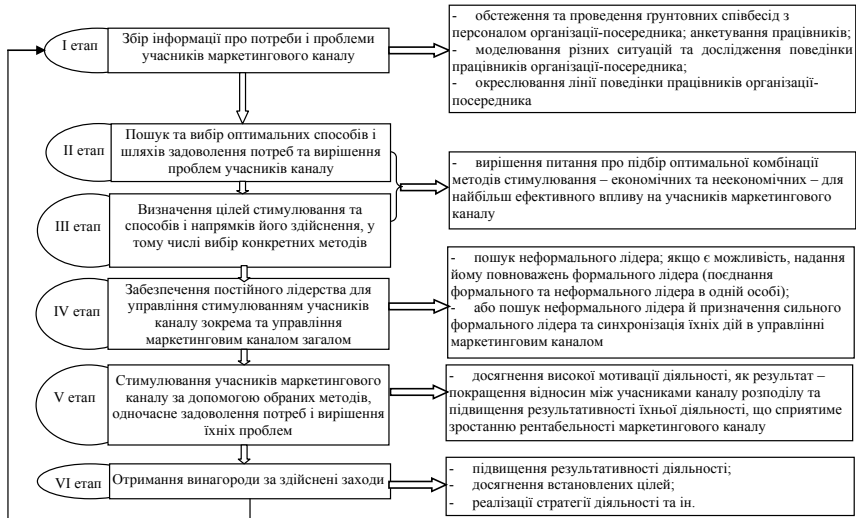 І етап
Збір інформації про потреби і проблеми
учасників маркетингового каналу
- обстеження та проведення ґрунтовних співбесід з
персоналом організації-посередника; анкетування працівників;
- моделювання різних ситуацій та дослідження поведінки
працівників організації-посередника;
- окреслювання лінії поведінки працівників організації-
посередника
ІІ етап
Пошук та вибір оптимальних способів і
шляхів задоволення потреб та вирішення
проблем учасників каналу
ІІІ етап
Визначення цілей стимулювання та
способів і напрямків його здійснення, у
тому числі вибір конкретних методів
- вирішення питання про підбір оптимальної комбінації
методів стимулювання – економічних та неекономічних – для
найбільш ефективного впливу на учасників маркетингового
каналу
IV етап
Забезпечення постійного лідерства для
управління стимулюванням учасників
каналу зокрема та управління
маркетинговим каналом загалом
- пошук неформального лідера; якщо є можливість, надання
йому повноважень формального лідера (поєднання
формального та неформального лідера в одній особі);
- або пошук неформального лідера й призначення сильного
формального лідера та синхронізація їхніх дій в управлінні
маркетинговим каналом
V етап
Стимулювання учасників маркетингового
каналу за допомогою обраних методів,
одночасне задоволення потреб і вирішення
їхніх проблем
- досягнення високої мотивації діяльності, як результат –
покращення відносин між учасниками каналу розподілу та
підвищення результативності їхньої діяльності, що сприятиме
зростанню рентабельності маркетингового каналу
VI етап
Отримання винагороди за здійснені заходи
- підвищення результативності діяльності;
- досягнення встановлених цілей;
- реалізації стратегії діяльності та ін.